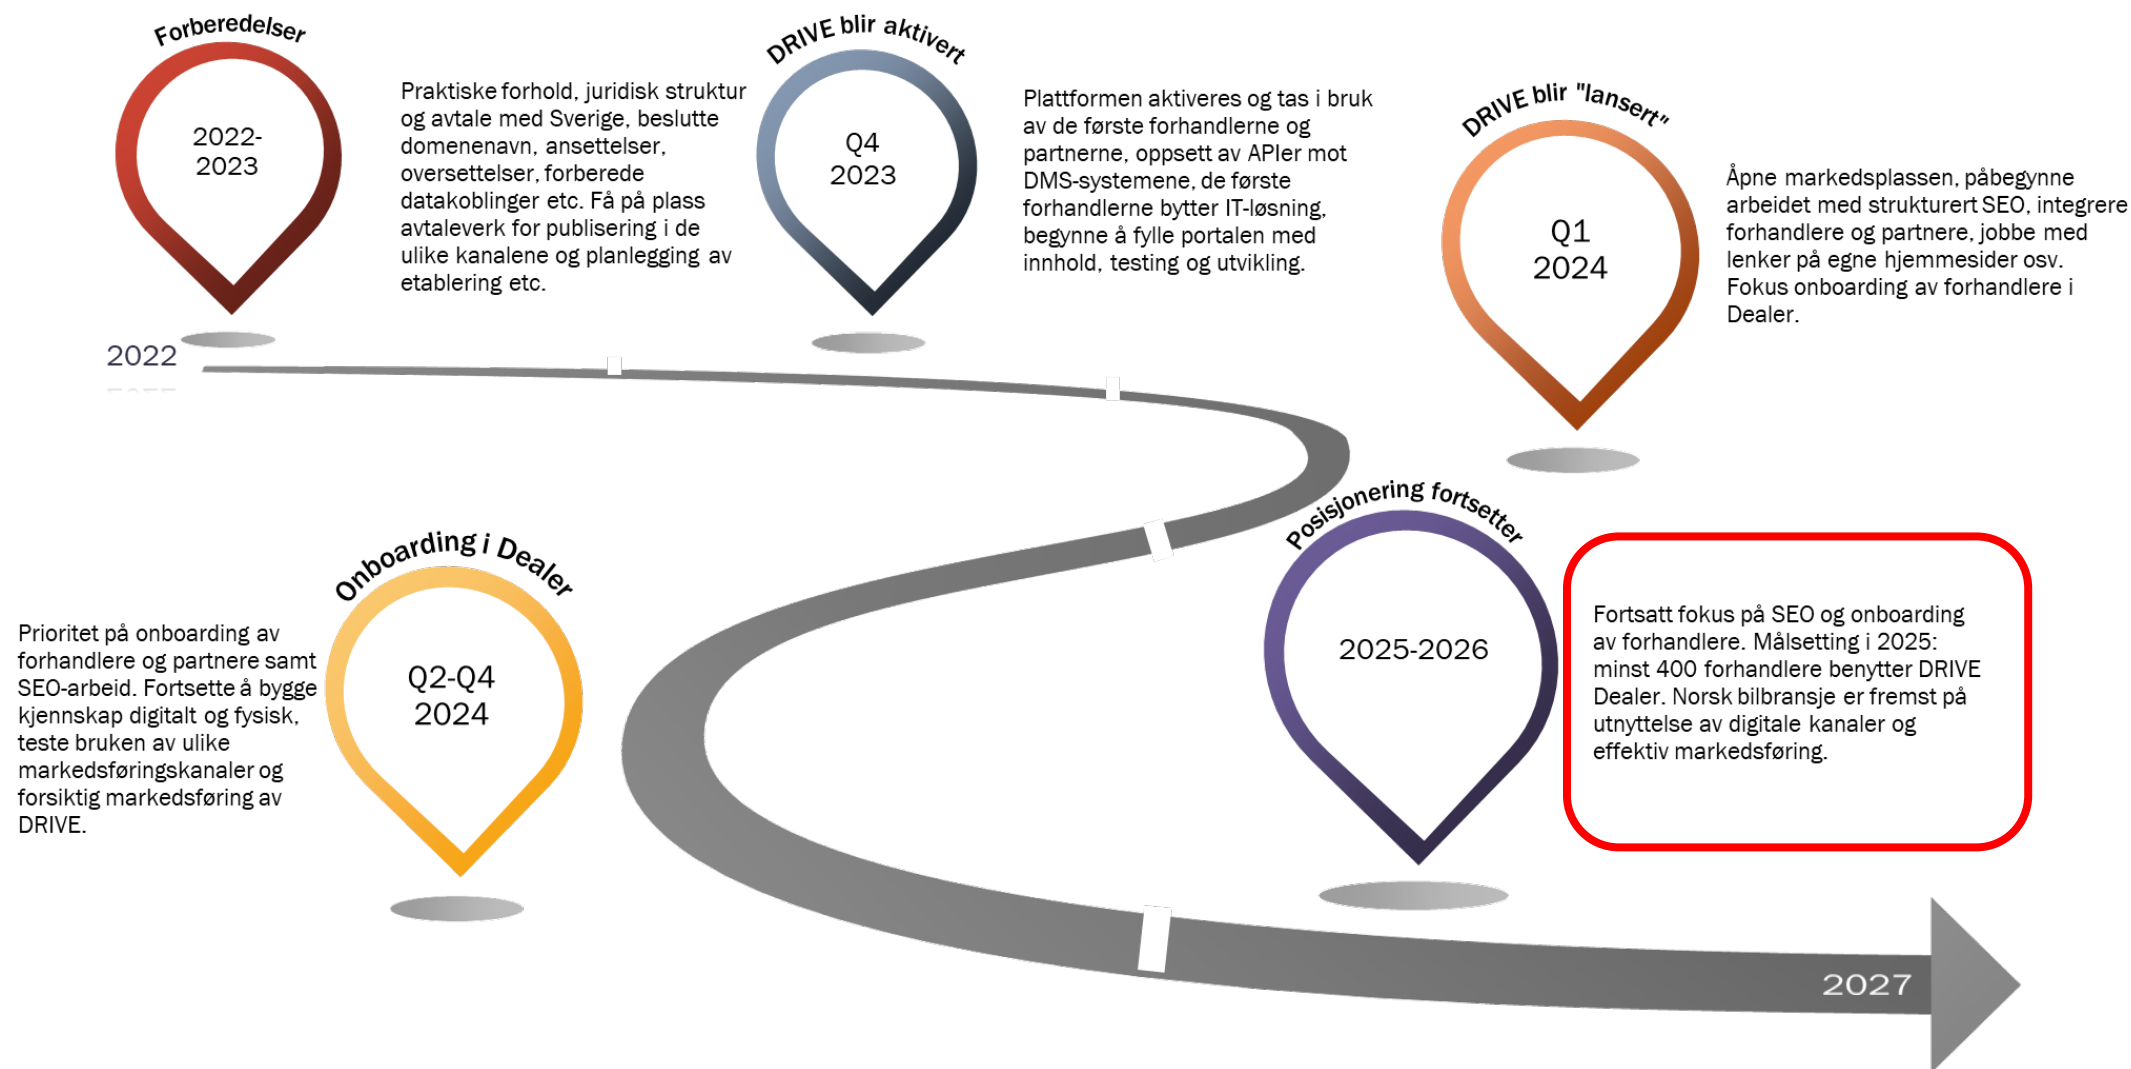 Forberedelser
2022-
2023
Praktiske forhold, juridisk struktur
og avtale med Sverige, beslutte
domenenavn, ansettelser,
oversettelser, forberede
datakoblinger etc. Få på plass
avtaleverk for publisering i de
ulike kanalene og planlegging av
etablering etc.
DRIVE blir aktivert
Q4
2023
Plattformen aktiveres og tas i bruk
av de første forhandlerne og
partnerne, oppsett av APIer mot
DMS-systemene, de første
forhandlerne bytter IT-løsning,
begynne å fylle portalen med
innhold, testing og utvikling.
DRIVE blir "lansert"
Q1
2024
Åpne markedsplassen, påbegynne
arbeidet med strukturert SEO, integrere
forhandlere og partnere, jobbe med
lenker på egne hjemmesider osv.
Fokus onboarding av forhandlere i
Dealer.
2022
Prioritet på onboarding av
forhandlere og partnere samt
SEO-arbeid. Fortsette å bygge
kjennskap digitalt og fysisk,
teste bruken av ulike
markedsføringskanaler og
forsiktig markedsføring av
DRIVE.
Onboarding i Dealer
Q2-Q4
2024
Posisjonering fortsetter
2025-2026
Fortsatt fokus på SEO og onboarding
av forhandlere. Målsetting i 2025:
minst 400 forhandlere benytter DRIVE
Dealer. Norsk bilbransje er fremst på
utnyttelse av digitale kanaler og
effektiv markedsføring.
2027